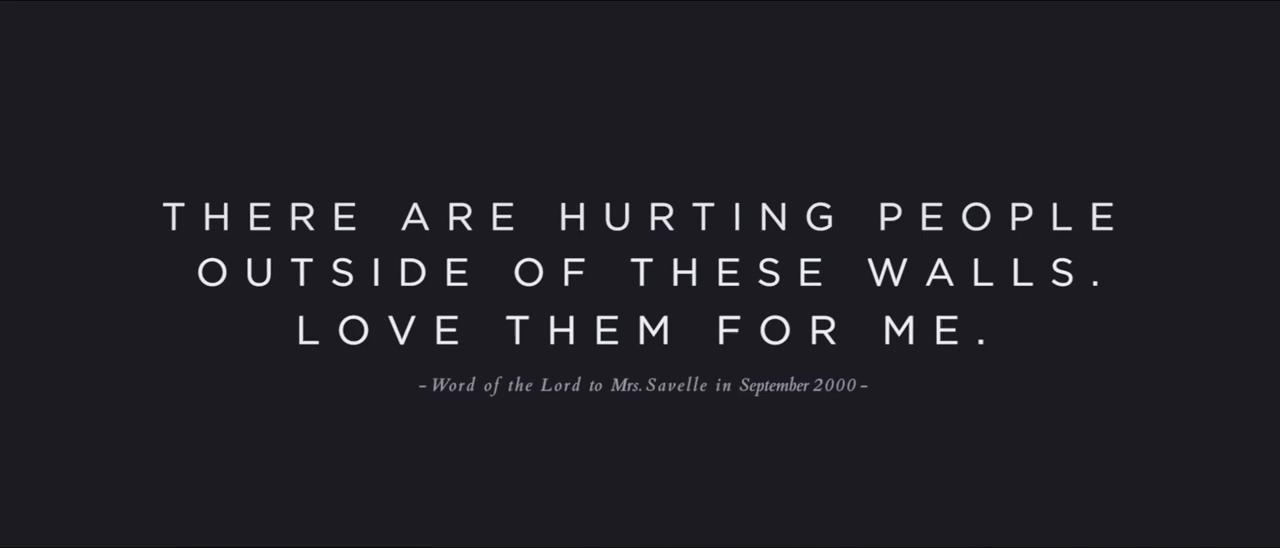 THERE ARE HURTING PEOPLE
OUTSIDE OF THESE WALLS.
LOVE THEM FOR ME.
– Word of the Lord to Mrs. Savelle in September 2000 –